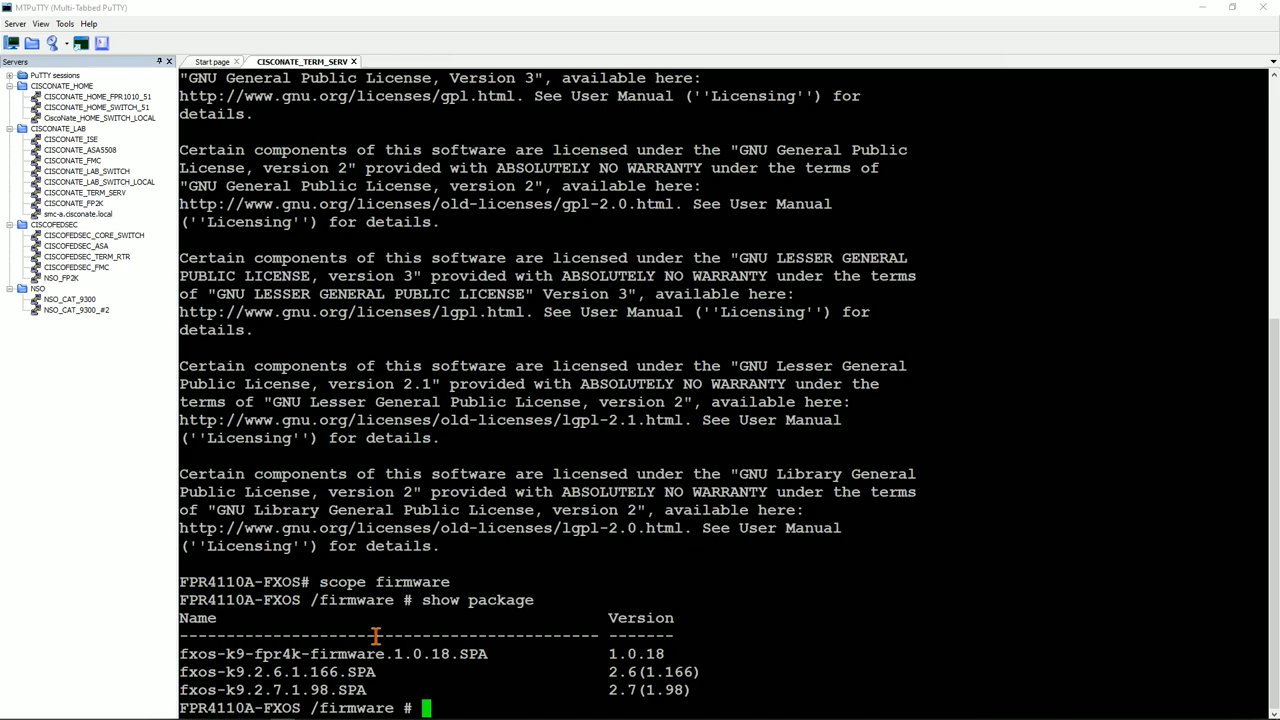 MTPuTTY (Multi-Tabbed PuTTY)
Server View Tools Help
Servers
Start page
CISCONATE_TERM_SERV
PuTTY sessions
CISCONATE_HOME
CISCONATE_HOME_FPR1010_51
CISCONATE_HOME_SWITCH_51
CiscoNate_HOME_SWITCH_LOCAL
CISCONATE_LAB
CISCONATE_ISE
CISCONATE_ASA5508
CISCONATE_FMC
CISCONATE_LAB_SWITCH
CISCONATE_LAB_SWITCH_LOCAL
CISCONATE_TERM_SERV
CISCONATE_FP2K
smc-a.cisconate.local
CISCOFEDSEC
CISCOFEDSEC_CORE_SWITCH
CISCOFEDSEC_ASA
CISCOFEDSEC_TERM_RTR
CISCOFEDSEC_FMC
NSO_FP2K
NSO
NSO_CAT_9300
NSO_CAT_9300_#2
"GNU General Public License, Version 3", available here:
http://www.gnu.org/licenses/gpl.html. See User Manual (''Licensing'') for
details.
Certain components of this software are licensed under the "GNU General Public
License, version 2" provided with ABSOLUTELY NO WARRANTY under the terms of
"GNU General Public License, version 2", available here:
http://www.gnu.org/licenses/old-licenses/gpl-2.0.html. See User Manual
(''Licensing'') for details.
Certain components of this software are licensed under the "GNU LESSER GENERAL
PUBLIC LICENSE, version 3" provided with ABSOLUTELY NO WARRANTY under the terms
of "GNU LESSER GENERAL PUBLIC LICENSE" Version 3", available here:
http://www.gnu.org/licenses/lgpl.html. See User Manual (''Licensing'') for
details.
Certain components of this software are licensed under the "GNU Lesser General
Public License, version 2.1" provided with ABSOLUTELY NO WARRANTY under the
terms of "GNU Lesser General Public License, version 2", available here:
http://www.gnu.org/licenses/old-licenses/lgpl-2.1.html. See User Manual
(''Licensing'') for details.
Certain components of this software are licensed under the "GNU Library General
Public License, version 2" provided with ABSOLUTELY NO WARRANTY under the terms
of "GNU Library General Public License, version 2", available here:
http://www.gnu.org/licenses/old-licenses/lgpl-2.0.html. See User Manual
(''Licensing'') for details.
FPR4110A-FXOS# scope firmware
FPR4110A-FXOS /firmware # show package
Name Version
--------------------------------------------- -------
fxos-k9-fpr4k-firmware.1.0.18.SPA 1.0.18
fxos-k9.2.6.1.166.SPA 2.6(1.166)
fxos-k9.2.7.1.98.SPA 2.7(1.98)
FPR4110A-FXOS /firmware #